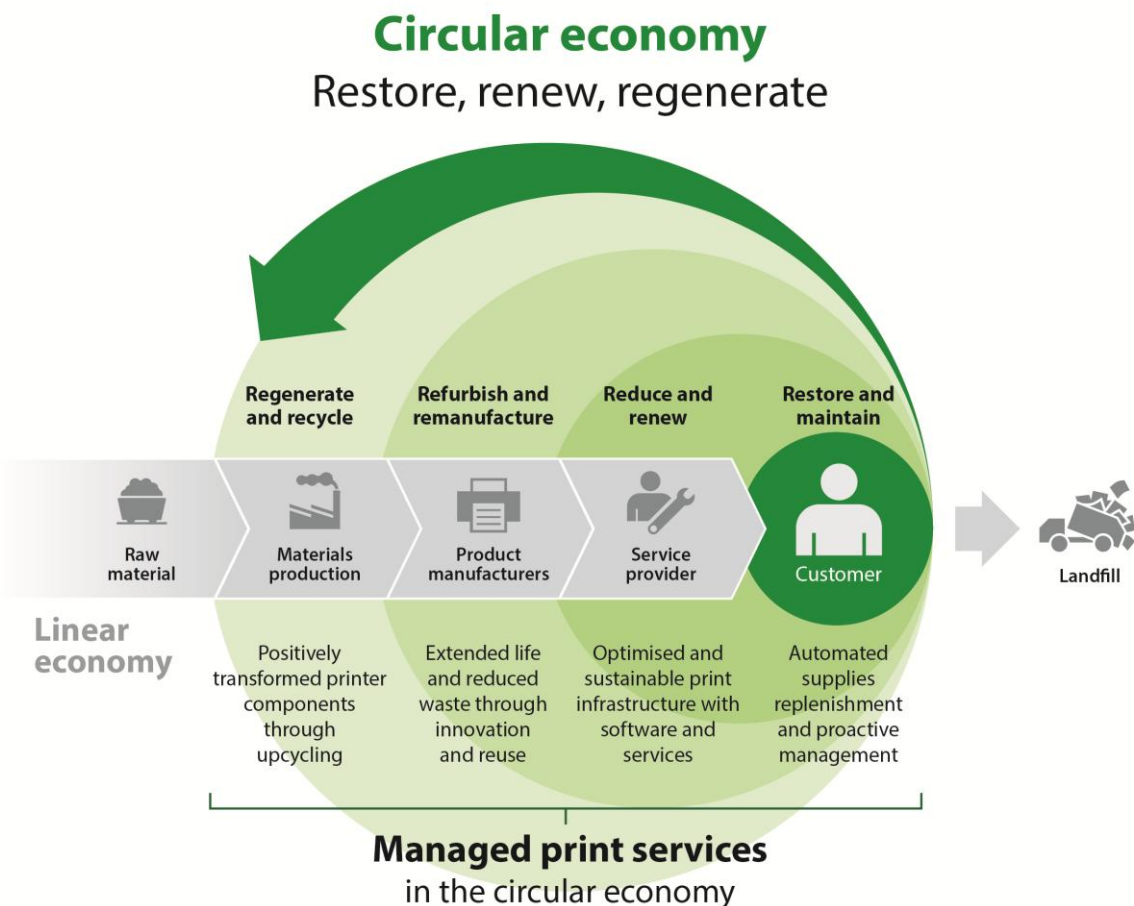 Circular economy
Restore, renew, regenerate
Regenerate
and recycle
Refurbish and
remanufacture
Reduce and
renew
Restore and
maintain
Raw
material
Materials
production
Product
manufacturers
Service
provider
Customer
Landfill
Linear
economy
Positively
transformed printer
components
through
upcycling
Extended life
and reduced
waste through
innovation
and reuse
Optimised and
sustainable print
infrastructure with
software and
services
Automated
supplies
replenishment
and proactive
management
Managed print services
in the circular economy